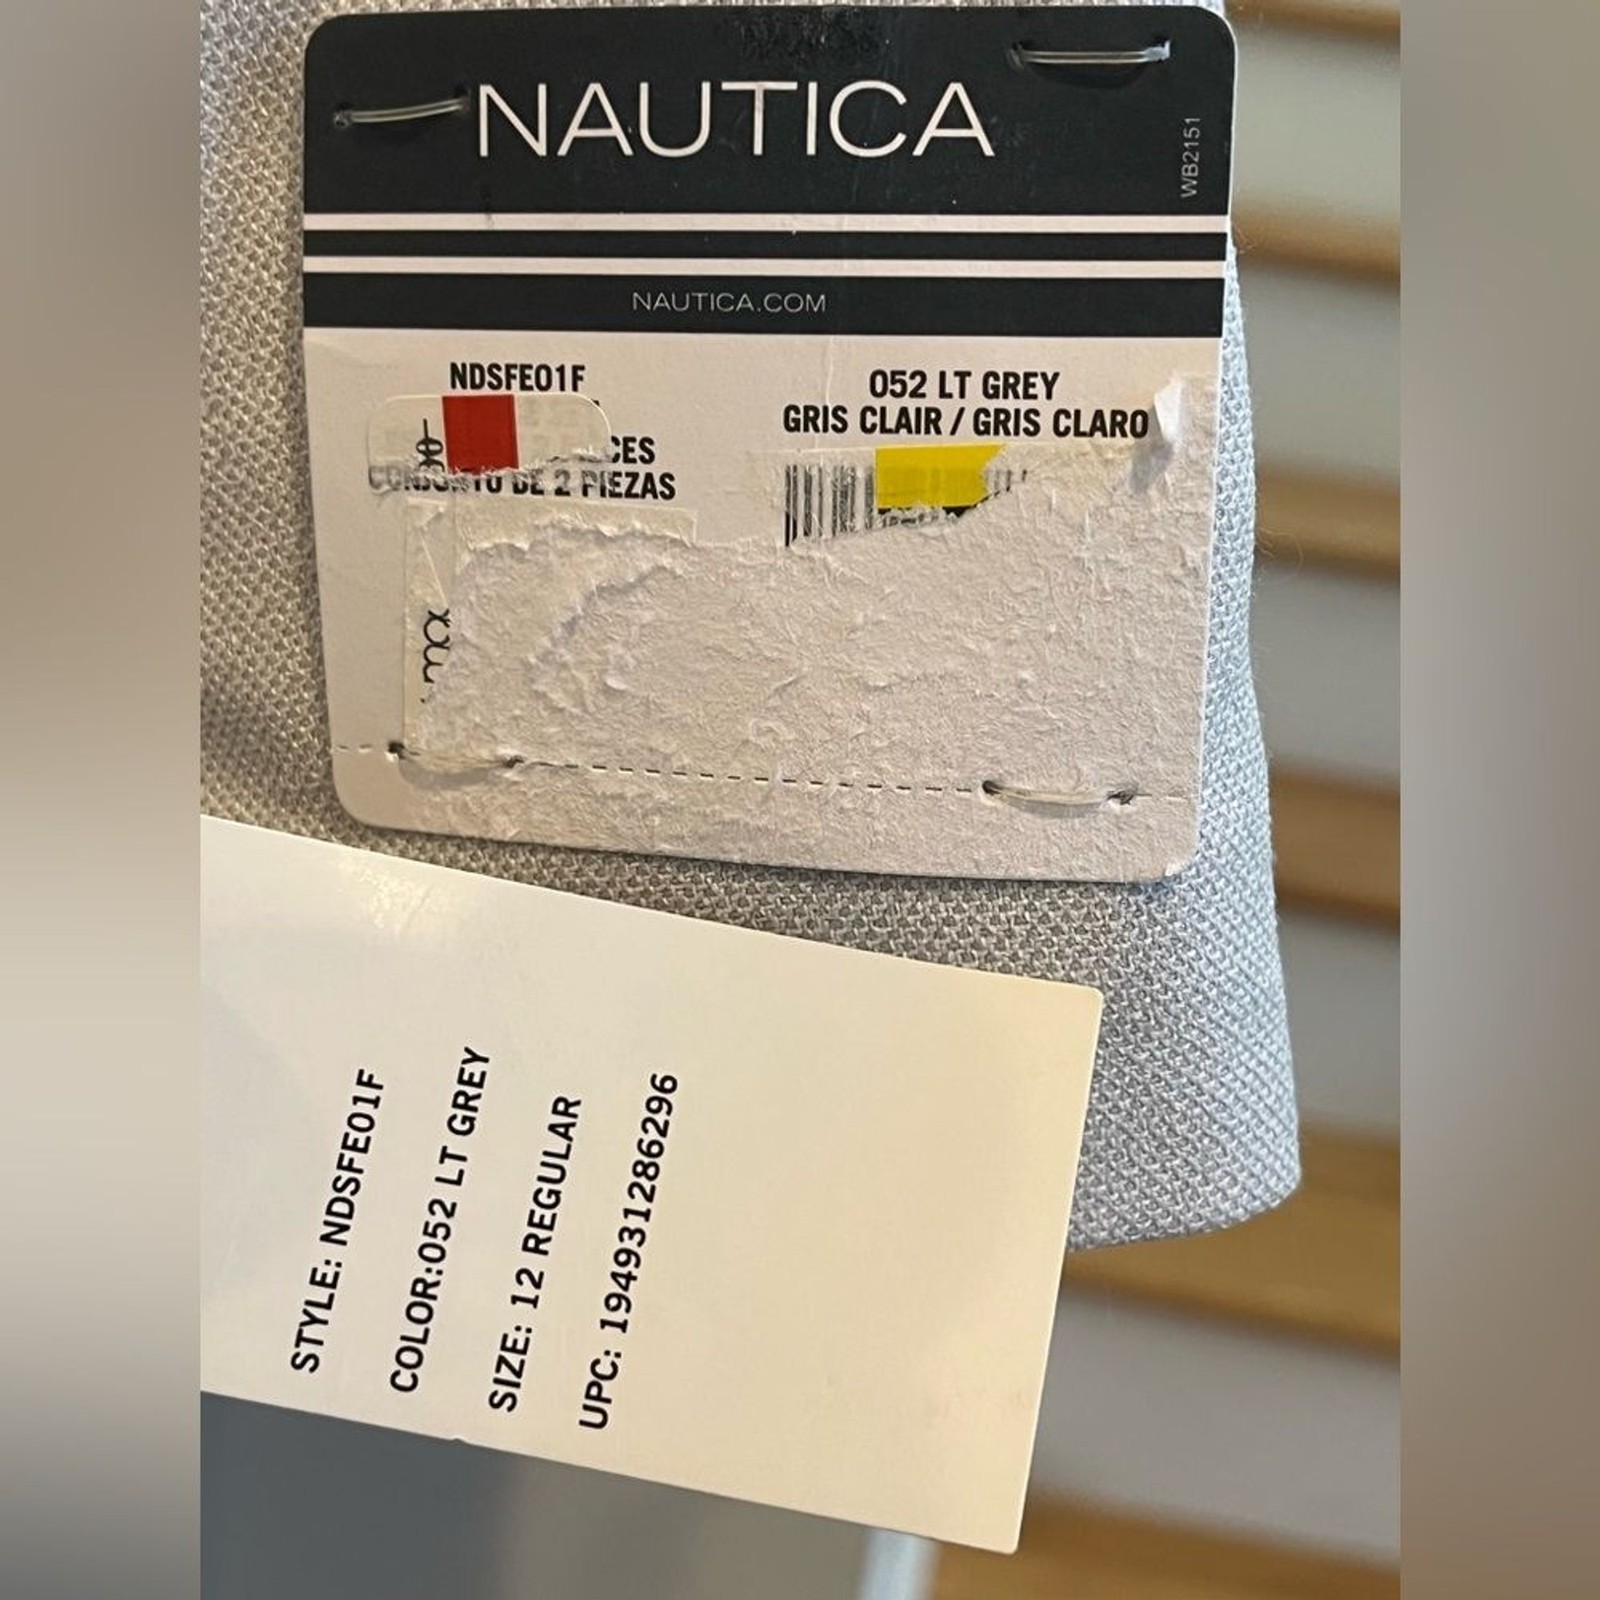 NAUTICA
WB2151
NAUTICA.COM
NDSFE01F
CONJUNTO DE 2 PIEZAS
052 LT GREY
GRIS CLAIR / GRIS CLARO
STYLE: NDSFE01F
COLOR:052 LT GREY
SIZE: 12 REGULAR
UPC: 194931286296